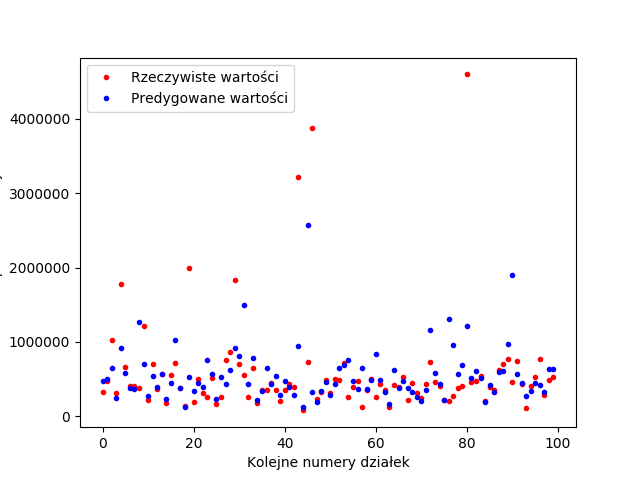 Rzeczywiste wartości
Predygowane wartości
4000000
3000000
2000000
1000000
0
0 20 40 60 80 100
Kolejne numery działek